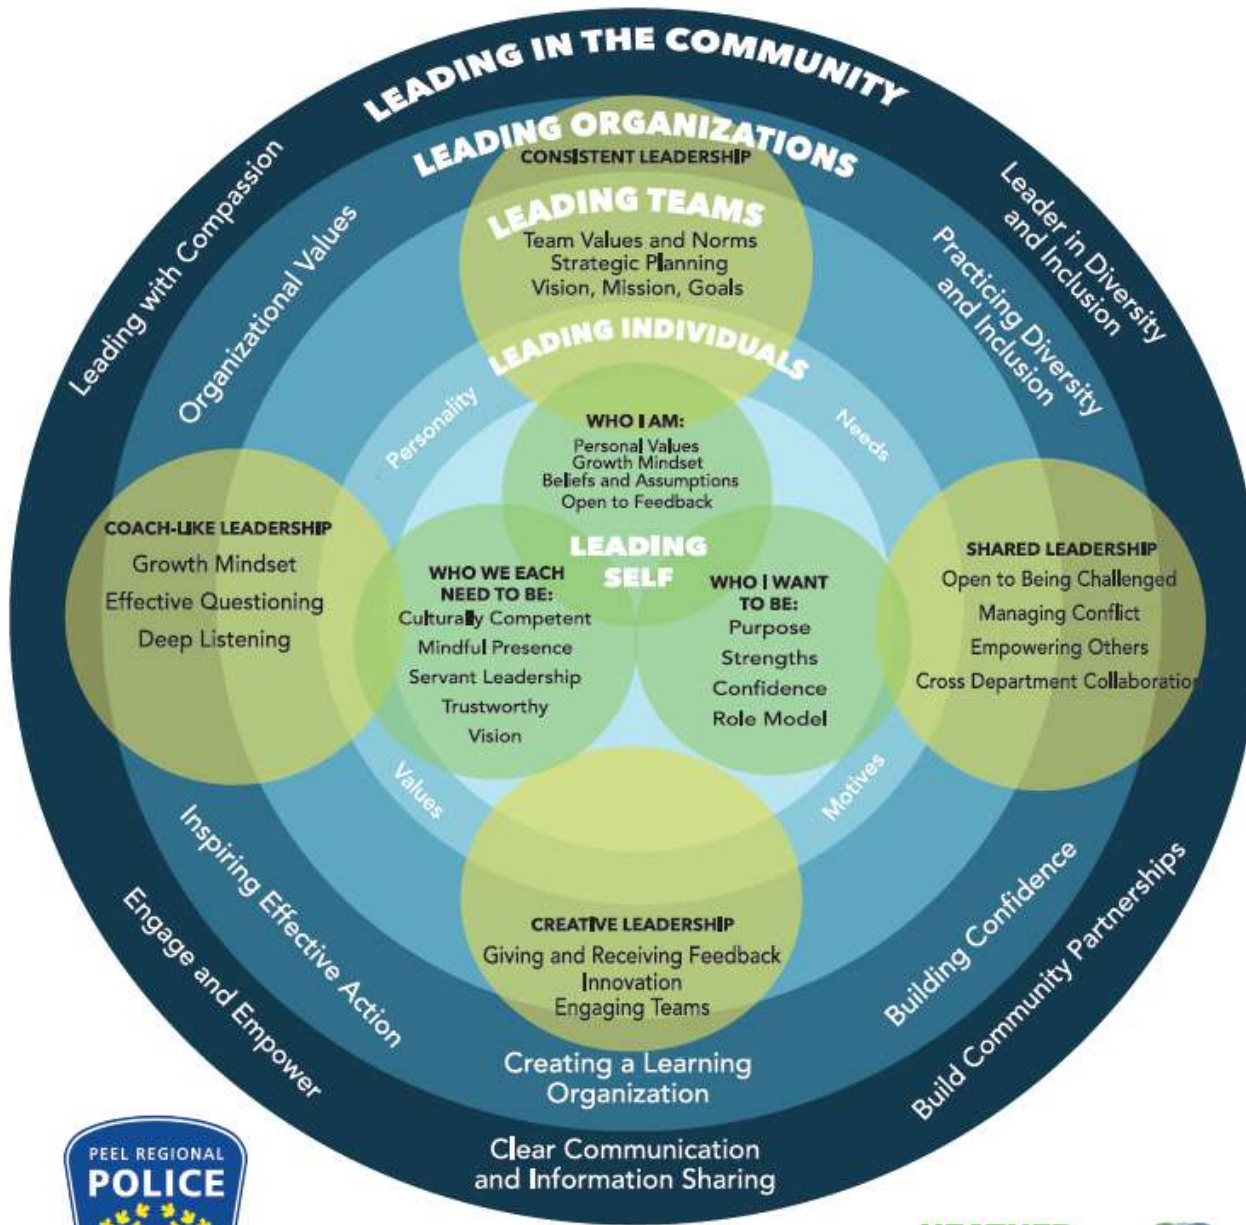 LEADING IN THE COMMUNITY
LEADING ORGANIZATIONS
CONSISTENT LEADERSHIP
LEADING TEAMS
Team Values and Norms
Strategic Planning
Vision, Mission, Goals
LEADING INDIVIDUALS
Leading with Compassion
Organizational Values
Personality
Needs
Practicing Diversity
and Inclusion
Leader in Diversity
and Inclusion
WHO I AM:
Personal Values
Growth Mindset
Beliefs and Assumptions
Open to Feedback
LEADING
SELF
COACH-LIKE LEADERSHIP
Growth Mindset
Effective Questioning
Deep Listening
WHO WE EACH
NEED TO BE:
Culturally Competent
Mindful Presence
Servant Leadership
Trustworthy
Vision
WHO I WANT
TO BE:
Purpose
Strengths
Confidence
Role Model
SHARED LEADERSHIP
Open to Being Challenged
Managing Conflict
Empowering Others
Cross Department Collaboration
Values
Motives
Inspiring Effective Action
Engage and Empower
CREATIVE LEADERSHIP
Giving and Receiving Feedback
Innovation
Engaging Teams
Building Confidence
Build Community Partnerships
Creating a Learning
Organization
Clear Communication
and Information Sharing
PEEL REGIONAL
POLICE